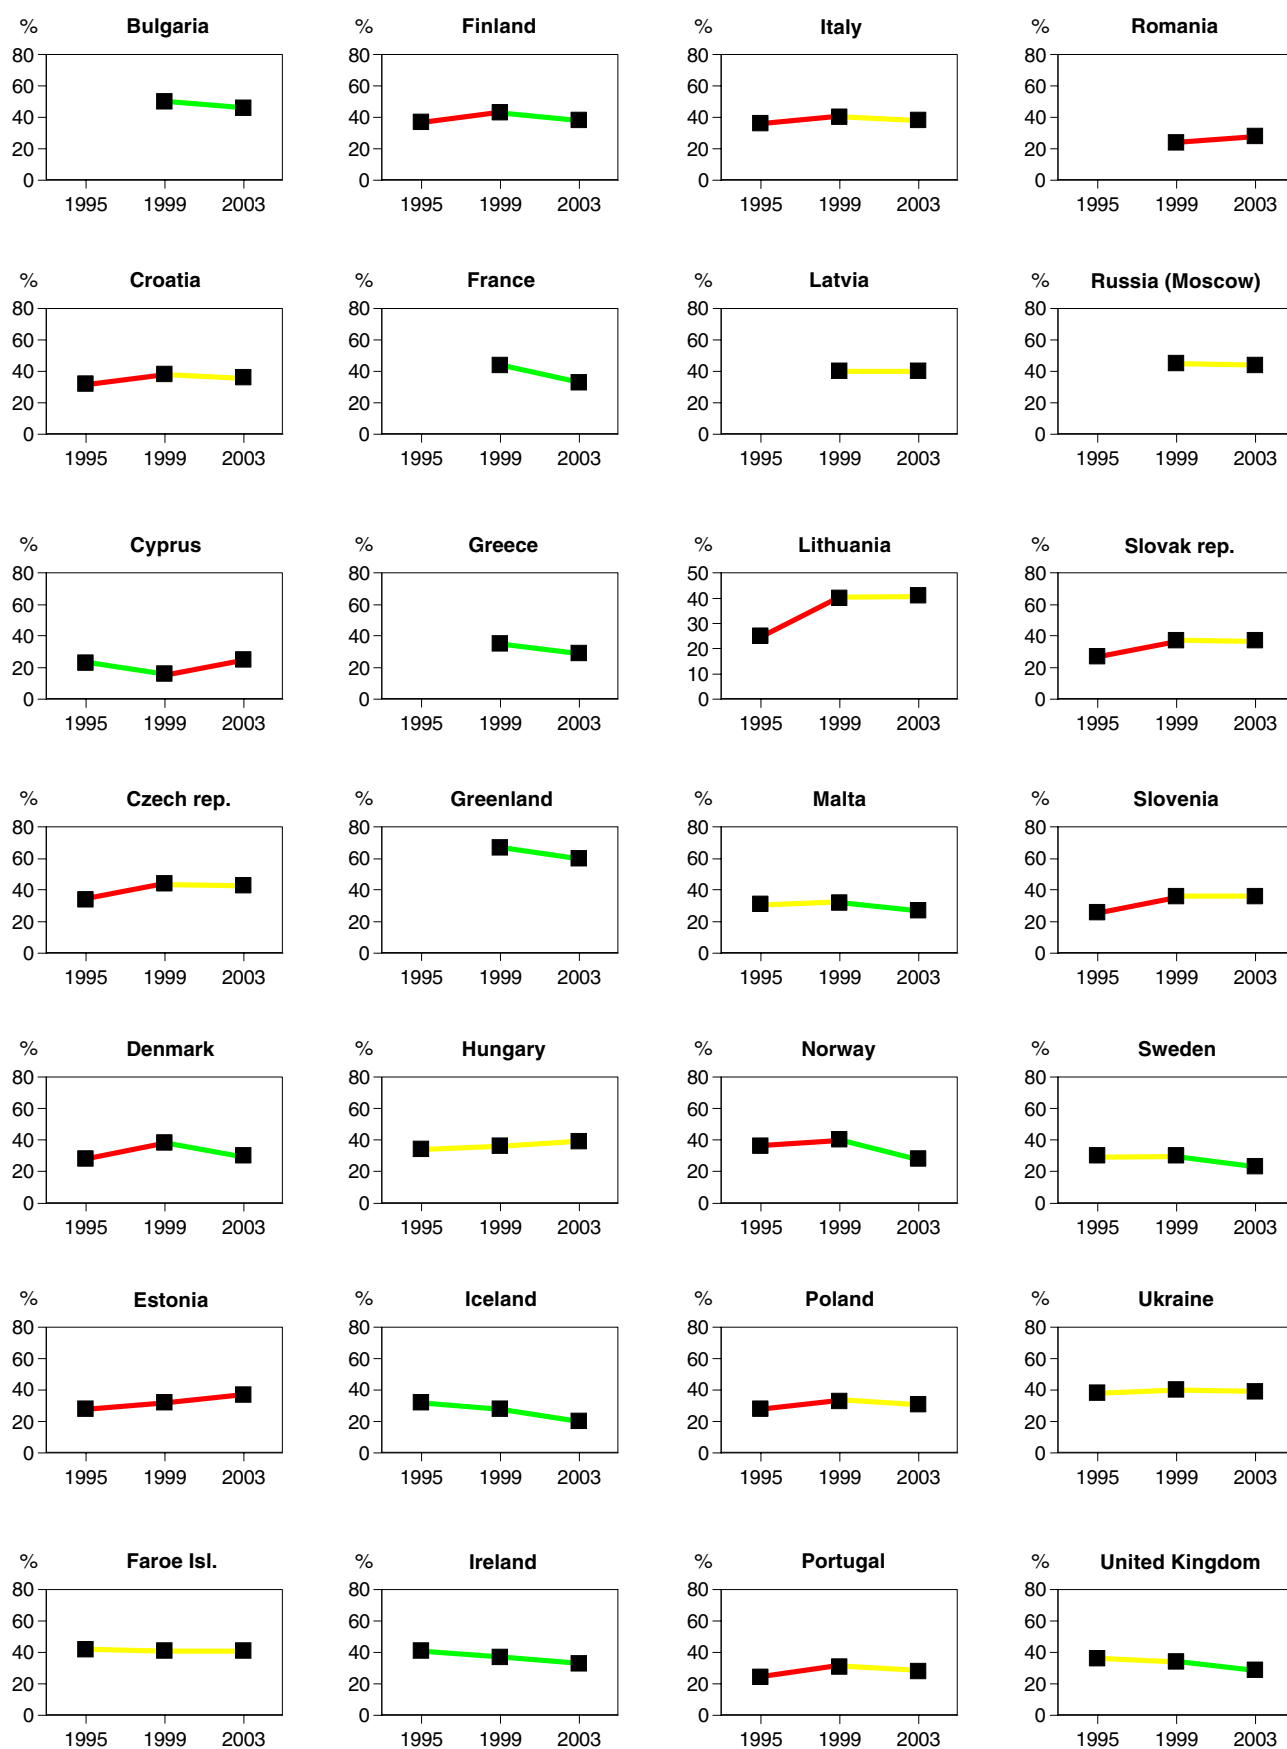 % Bulgaria % Finland % Italy % Romania
80 80 80 80
60 60 60 60
40 40 40 40
20 20 20 20
0 0 0 0
1995 1999 2003 1995 1999 2003 1995 1999 2003 1995 1999 2003
% Croatia % France % Latvia % Russia (Moscow)
80 80 80 80
60 60 60 60
40 40 40 40
20 20 20 20
0 0 0 0
1995 1999 2003 1995 1999 2003 1995 1999 2003 1995 1999 2003
% Cyprus % Greece % Lithuania % Slovak rep.
80 80 50 80
60 60 40 60
40 40 30 40
20 20 20 20
10
0 0 0 0
1995 1999 2003 1995 1999 2003 1995 1999 2003 1995 1999 2003
% Czech rep. % Greenland % Malta % Slovenia
80 80 80 80
60 60 60 60
40 40 40 40
20 20 20 20
0 0 0 0
1995 1999 2003 1995 1999 2003 1995 1999 2003 1995 1999 2003
% Denmark % Hungary % Norway % Sweden
80 80 80 80
60 60 60 60
40 40 40 40
20 20 20 20
0 0 0 0
1995 1999 2003 1995 1999 2003 1995 1999 2003 1995 1999 2003
% Estonia % Iceland % Poland % Ukraine
80 80 80 80
60 60 60 60
40 40 40 40
20 20 20 20
0 0 0 0
1995 1999 2003 1995 1999 2003 1995 1999 2003 1995 1999 2003
% Faroe Isl. % Ireland % Portugal % United Kingdom
80 80 80 80
60 60 60 60
40 40 40 40
20 20 20 20
0 0 0 0
1995 1999 2003 1995 1999 2003 1995 1999 2003 1995 1999 2003